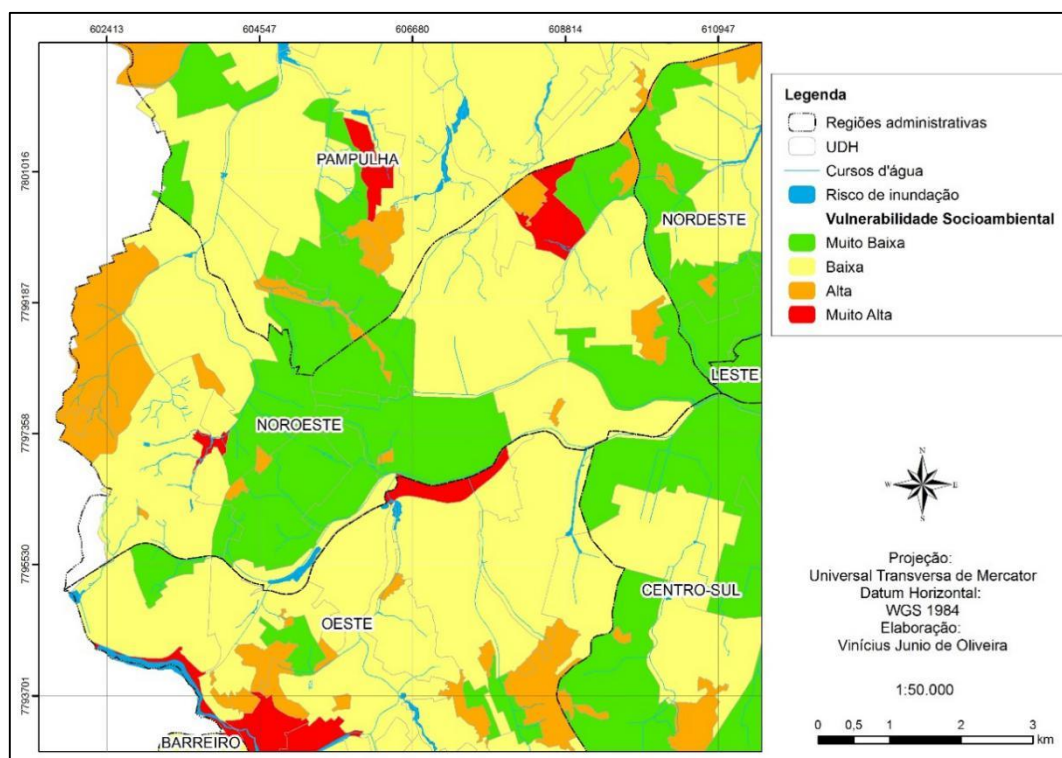 602413 604547 606680 608814 610947
7801016
7799187
7797358
7795530
7793701
PAMPULHA
NORDESTE
LESTE
NOROESTE
CENTRO-SUL
OESTE
BARREIRO
Legenda
Regiões administrativas
UDH
Cursos d'água
Risco de inundação
Vulnerabilidade Socioambiental
Muito Baixa
Baixa
Alta
Muito Alta
N
W E
S
Projeção:
Universal Transversa de Mercator
Datum Horizontal:
WGS 1984
Elaboração:
Vinícius Junio de Oliveira
1:50.000
0 0,5 1 2 3
km